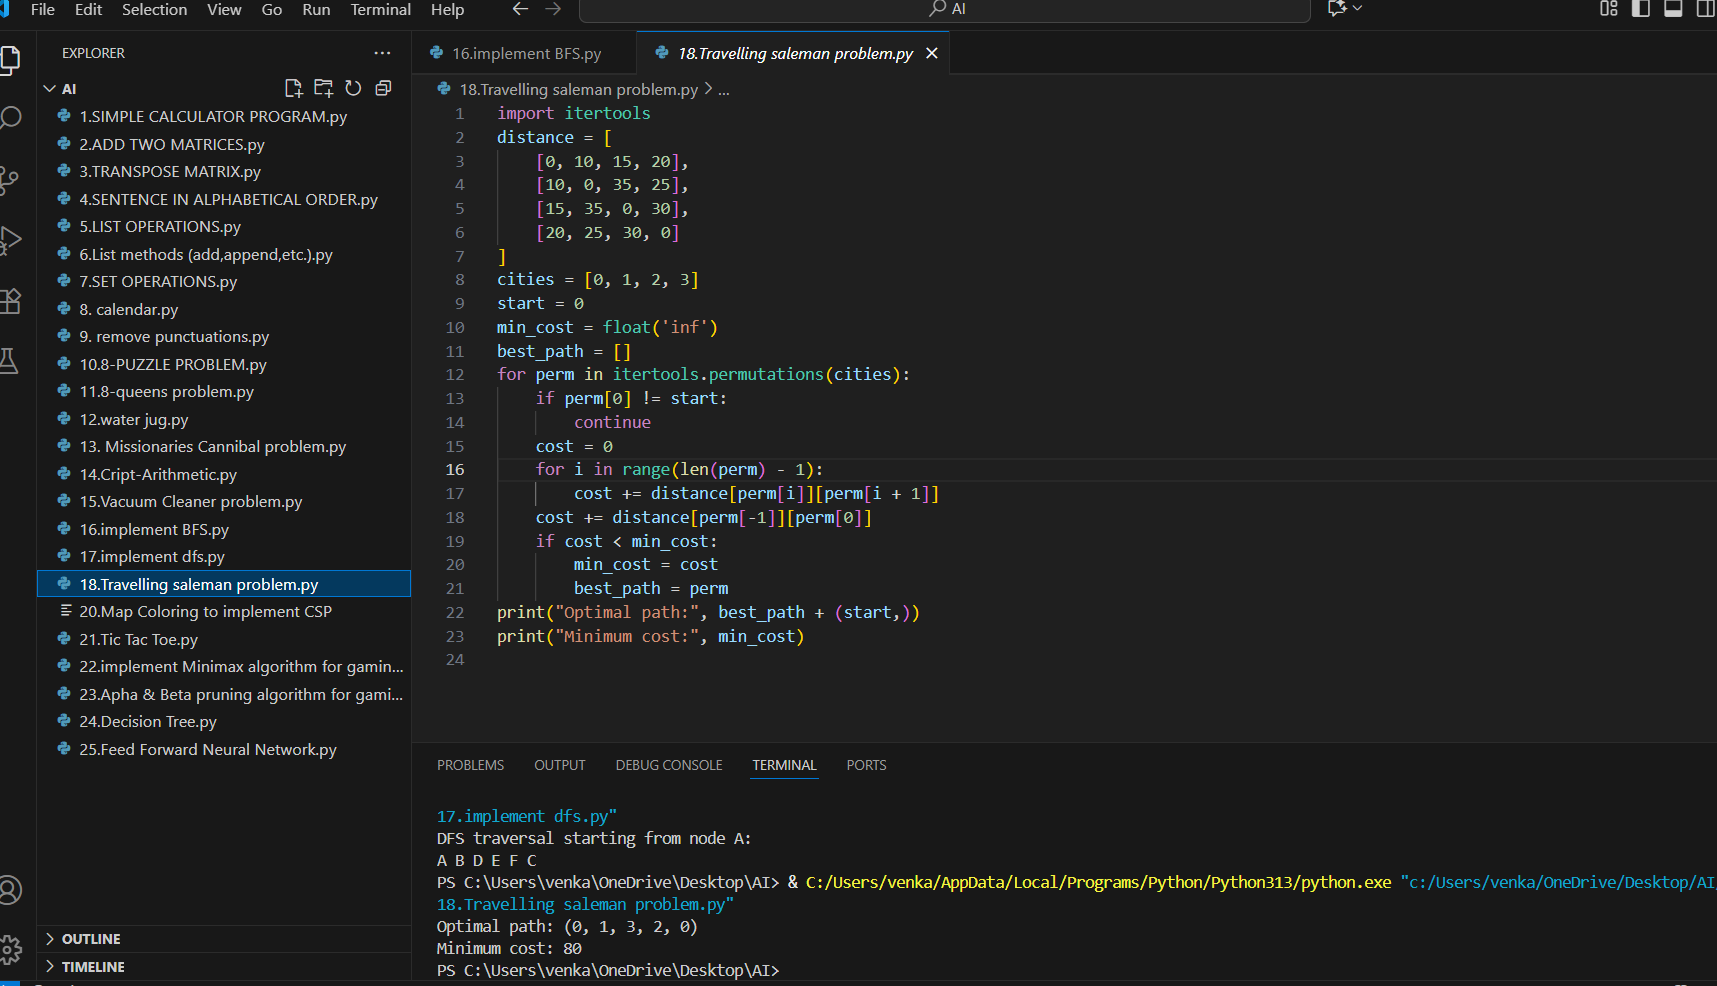 File Edit Selection View Go Run Terminal Help
AI
EXPLORER
AI
1.SIMPLE CALCULATOR PROGRAM.py
2.ADD TWO MATRICES.py
3.TRANSPOSE MATRIX.py
4.SENTENCE IN ALPHABETICAL ORDER.py
5.LIST OPERATIONS.py
6.List methods (add,append,etc.).py
7.SET OPERATIONS.py
8. calendar.py
9. remove punctuations.py
10.8-PUZZLE PROBLEM.py
11.8-queens problem.py
12.water jug.py
13. Missionaries Cannibal problem.py
14.Cript-Arithmetic.py
15.Vacuum Cleaner problem.py
16.implement BFS.py
17.implement dfs.py
18.Travelling saleman problem.py
20.Map Coloring to implement CSP
21.Tic Tac Toe.py
22.implement Minimax algorithm for gamin...
23.Apha & Beta pruning algorithm for gami...
24.Decision Tree.py
25.Feed Forward Neural Network.py
OUTLINE
TIMELINE
16.implement BFS.py 18.Travelling saleman problem.py
18.Travelling saleman problem.py > ...
1 import itertools
2 distance = [
3     [0, 10, 15, 20],
4     [10, 0, 35, 25],
5     [15, 35, 0, 30],
6     [20, 25, 30, 0]
7 ]
8 cities = [0, 1, 2, 3]
9 start = 0
10 min_cost = float('inf')
11 best_path = []
12 for perm in itertools.permutations(cities):
13     if perm[0] != start:
14         continue
15     cost = 0
16     for i in range(len(perm) - 1):
17         cost += distance[perm[i]][perm[i + 1]]
18     cost += distance[perm[-1]][perm[0]]
19     if cost < min_cost:
20         min_cost = cost
21         best_path = perm
22 print("Optimal path:", best_path + (start,))
23 print("Minimum cost:", min_cost)
24
PROBLEMS OUTPUT DEBUG CONSOLE TERMINAL PORTS
17.implement dfs.py"
DFS traversal starting from node A:
A B D E F C
PS C:\Users\venka\OneDrive\Desktop\AI> & C:/Users/venka/AppData/Local/Programs/Python/Python313/python.exe "c:/Users/venka/OneDrive/Desktop/AI/
18.Travelling saleman problem.py"
Optimal path: (0, 1, 3, 2, 0)
Minimum cost: 80
PS C:\Users\venka\OneDrive\Desktop\AI>